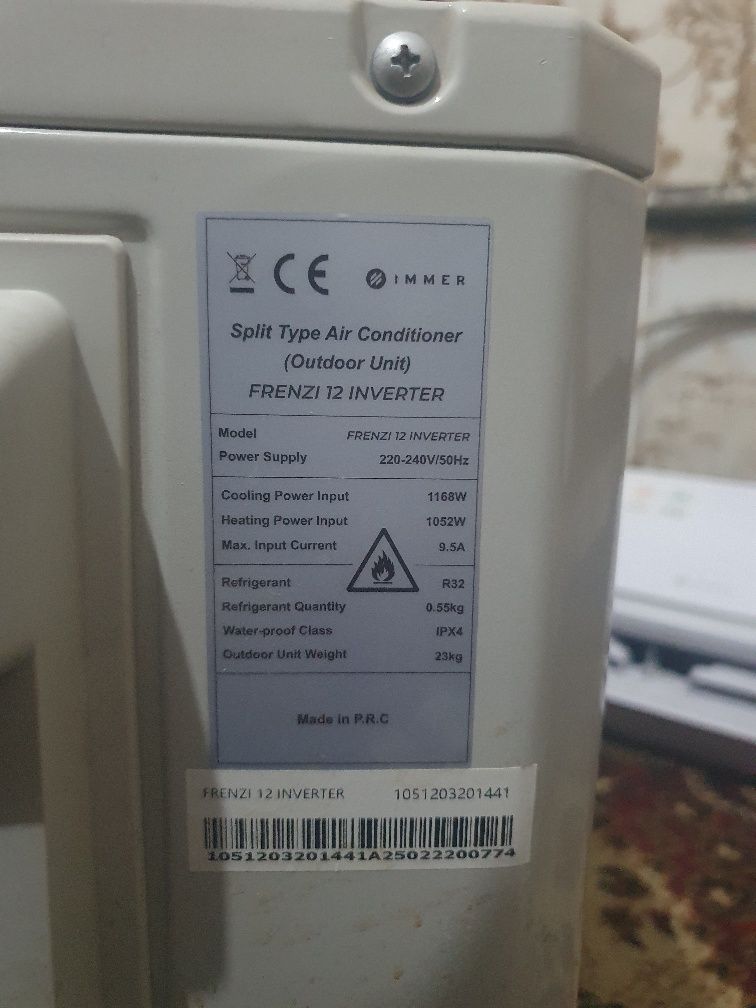 CE IMMER
Split Type Air Conditioner
(Outdoor Unit)
FRENZI 12 INVERTER
Model FRENZI 12 INVERTER
Power Supply 220-240V/50Hz
Cooling Power Input 1168W
Heating Power Input 1052W
Max. Input Current 9.5A
Refrigerant R32
Refrigerant Quantity 0.55kg
Water-proof Class IPX4
Outdoor Unit Weight 23kg
Made in P.R.C
FRENZI 12 INVERTER 1051203201441
1051203201441A25022200774